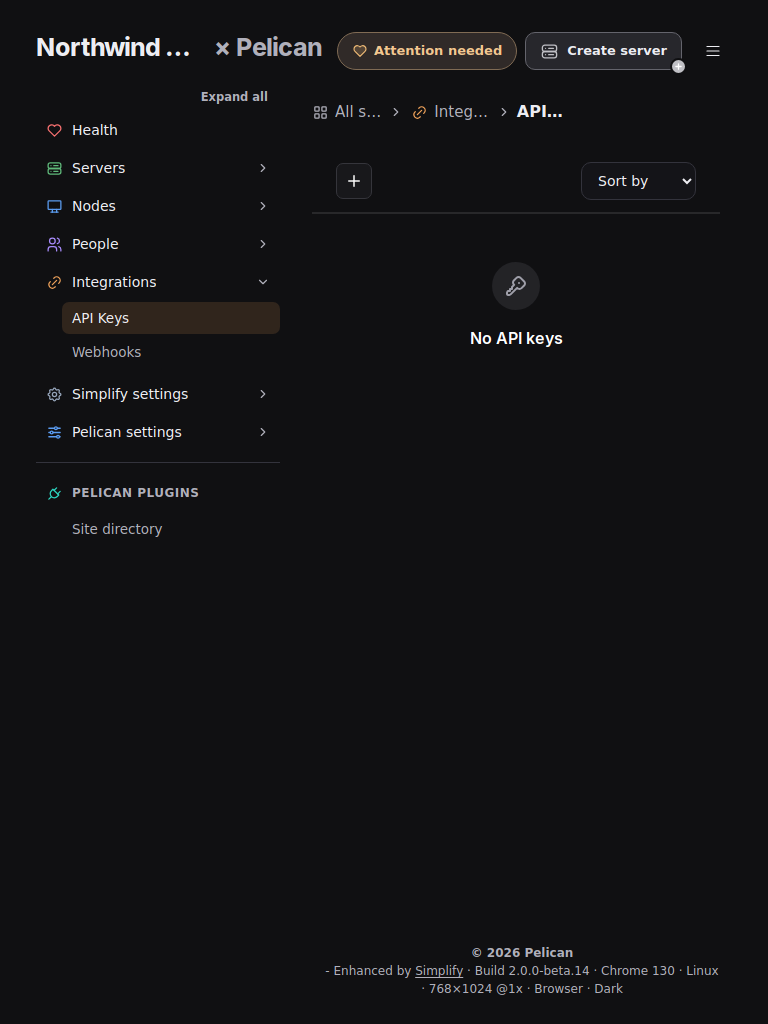 Northwind ... × Pelican
Attention needed
Create server
Expand all
Health
Servers
Nodes
People
Integrations
API Keys
Webhooks
Simplify settings
Pelican settings
PELICAN PLUGINS
Site directory
All s... Integ... API...
Sort by
No API keys
© 2026 Pelican
- Enhanced by Simplify · Build 2.0.0-beta.14 · Chrome 130 · Linux
· 768×1024 @1x · Browser · Dark